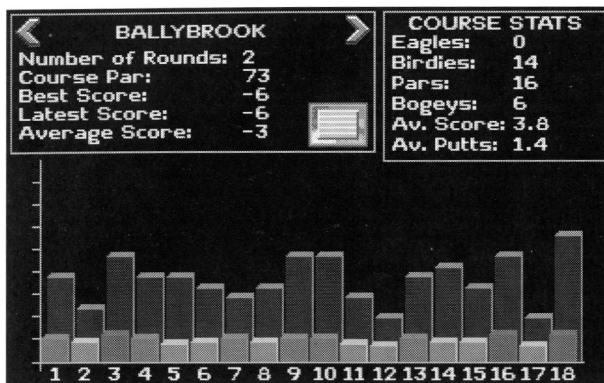 BALLYBROOK
Number of Rounds: 2
Course Par: 73
Best Score: -6
Latest Score: -6
Average Score: -3
COURSE STATS
Eagles: 0
Birdies: 14
Pars: 16
Bogeys: 6
Av. Score: 3.8
Av. Putts: 1.4
1 2 3 4 5 6 7 8 9 10 11 12 13 14 15 16 17 18